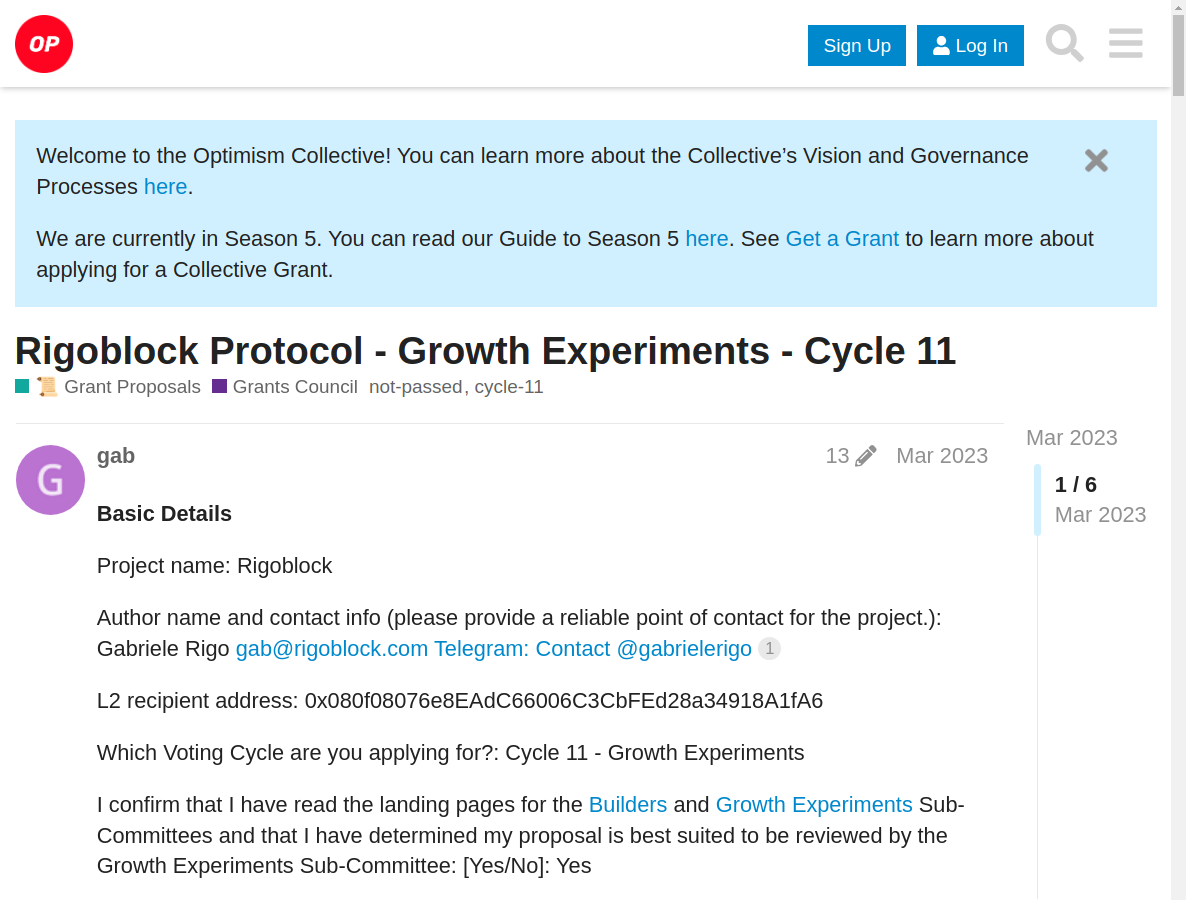 OP
Sign Up
Log In
Welcome to the Optimism Collective! You can learn more about the Collective’s Vision and Governance
Processes here.
We are currently in Season 5. You can read our Guide to Season 5 here. See Get a Grant to learn more about
applying for a Collective Grant.
Rigoblock Protocol - Growth Experiments - Cycle 11
Grant Proposals Grants Council not-passed, cycle-11
G
gab
13 Mar 2023
Mar 2023
1 / 6
Mar 2023
Basic Details
Project name: Rigoblock
Author name and contact info (please provide a reliable point of contact for the project.):
Gabriele Rigo gab@rigoblock.com Telegram: Contact @gabrielerigo 1
L2 recipient address: 0x080f08076e8EAdC66006C3CbFEd28a34918A1fA6
Which Voting Cycle are you applying for?: Cycle 11 - Growth Experiments
I confirm that I have read the landing pages for the Builders and Growth Experiments Sub-
Committees and that I have determined my proposal is best suited to be reviewed by the
Growth Experiments Sub-Committee: [Yes/No]: Yes